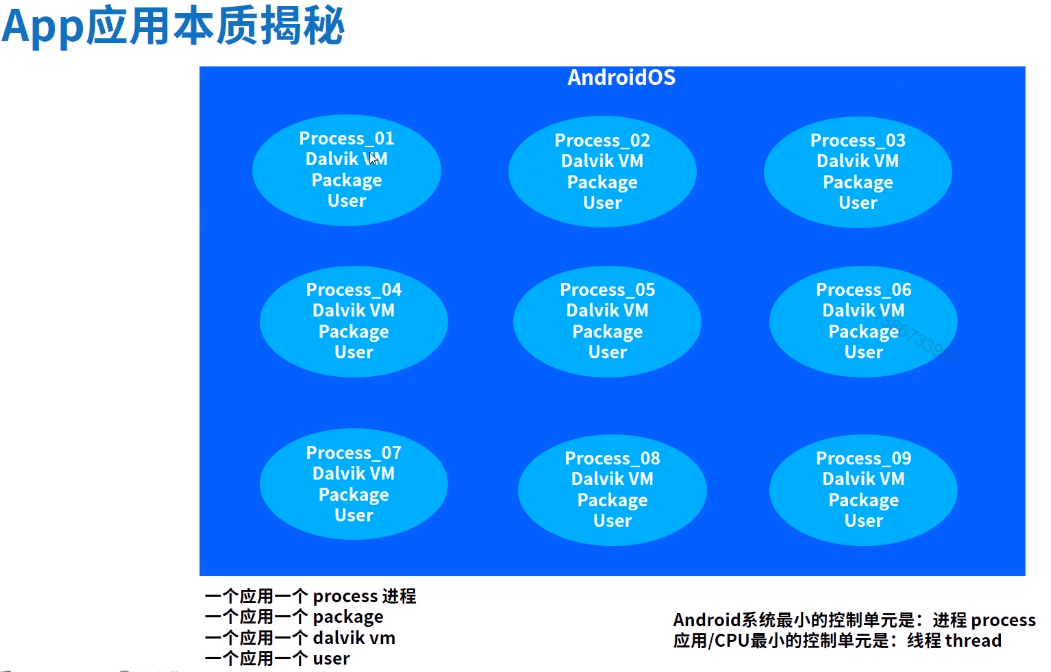 App应用本质揭秘
AndroidOS
Process_01
Dalvik VM
Package
User
Process_02
Dalvik VM
Package
User
Process_03
Dalvik VM
Package
User
Process_04
Dalvik VM
Package
User
Process_05
Dalvik VM
Package
User
Process_06
Dalvik VM
Package
User
Process_07
Dalvik VM
Package
User
Process_08
Dalvik VM
Package
User
Process_09
Dalvik VM
Package
User
一个应用一个 process 进程
一个应用一个 package
一个应用一个 dalvik vm
一个应用一个 user
Android系统最小的控制单元是：进程 process
应用/CPU最小的控制单元是：线程 thread